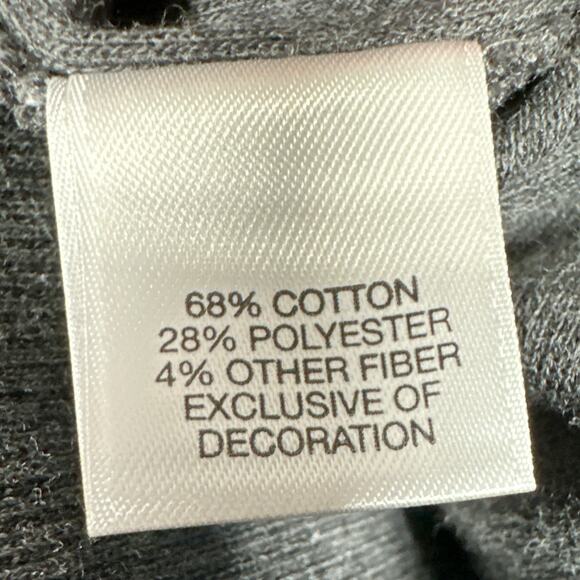 68% COTTON
28% POLYESTER
4% OTHER FIBER
EXCLUSIVE OF
DECORATION